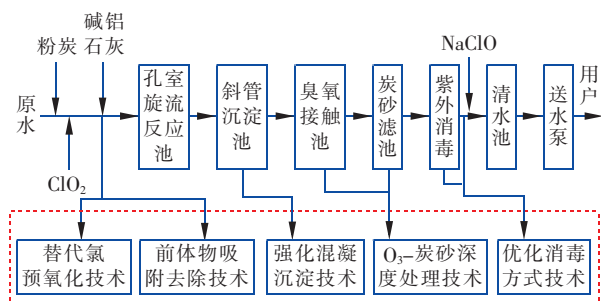 碱铝
粉炭
石灰
NaClO
原
水
ClO₂
孔室
旋流
反应
池
斜管
沉淀
池
臭氧
接触
池
炭
砂
滤
池
紫
外
消
毒
清
水
池
送
水
泵
用
户
替代氯
预氧化技术
前体物吸
附去除技术
强化混凝
沉淀技术
O₃-炭砂深
度处理技术
优化消毒
方式技术